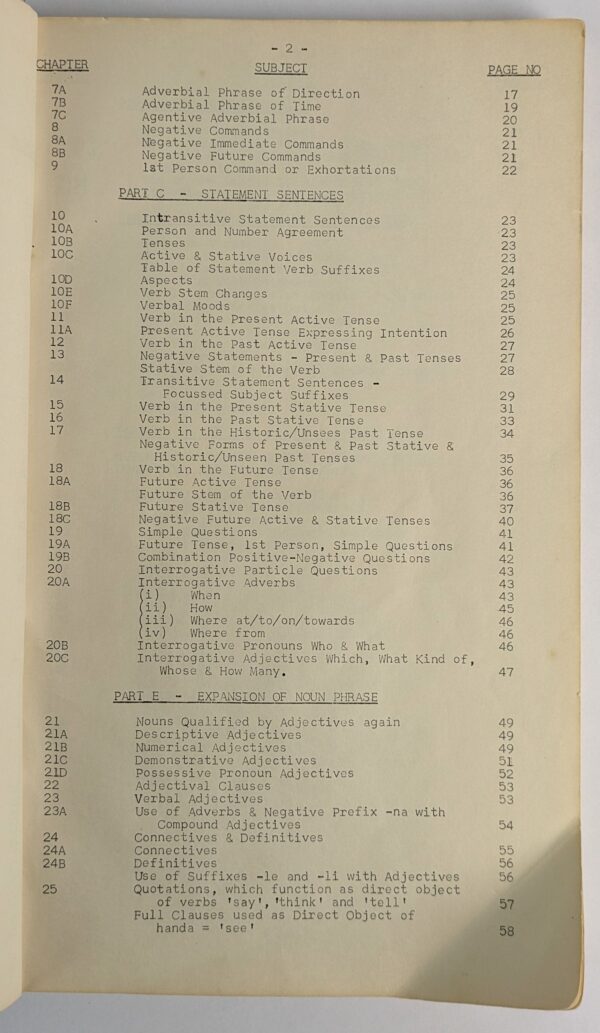 - 2 -
CHAPTER SUBJECT PAGE NO
7A Adverbial Phrase of Direction 17
7B Adverbial Phrase of Time 19
7C Agentive Adverbial Phrase 20
8 Negative Commands 21
8A Negative Immediate Commands 21
8B Negative Future Commands 21
9 1st Person Command or Exhortations 22
PART C - STATEMENT SENTENCES
10 Intransitive Statement Sentences 23
10A Person and Number Agreement 23
10B Tenses 23
10C Active & Stative Voices 23
Table of Statement Verb Suffixes 24
10D Aspects 24
10E Verb Stem Changes 25
10F Verbal Moods 25
11 Verb in the Present Active Tense 25
11A Present Active Tense Expressing Intention 26
12 Verb in the Past Active Tense 27
13 Negative Statements - Present & Past Tenses 27
Stative Stem of the Verb 28
14 Transitive Statement Sentences -
Focussed Subject Suffixes 29
15 Verb in the Present Stative Tense 31
16 Verb in the Past Stative Tense 33
17 Verb in the Historic/Unsees Past Tense 34
Negative Forms of Present & Past Stative &
Historic/Unseen Past Tenses 35
18 Verb in the Future Tense 36
18A Future Active Tense 36
Future Stem of the Verb 36
18B Future Stative Tense 37
18C Negative Future Active & Stative Tenses 40
19 Simple Questions 41
19A Future Tense, 1st Person, Simple Questions 41
19B Combination Positive-Negative Questions 42
20 Interrogative Particle Questions 43
20A Interrogative Adverbs 43
(i) When 43
(ii) How 45
(iii) Where at/to/on/towards 46
(iv) Where from 46
20B Interrogative Pronouns Who & What 46
20C Interrogative Adjectives Which, What Kind of,
Whose & How Many. 47
PART E - EXPANSION OF NOUN PHRASE
21 Nouns Qualified by Adjectives again 49
21A Descriptive Adjectives 49
21B Numerical Adjectives 49
21C Demonstrative Adjectives 51
21D Possessive Pronoun Adjectives 52
22 Adjectival Clauses 53
23 Verbal Adjectives 53
23A Use of Adverbs & Negative Prefix -na with
Compound Adjectives 54
24 Connectives & Definitives
24A Connectives 55
24B Definitives 56
Use of Suffixes -le and -li with Adjectives 56
25 Quotations, which function as direct object
of verbs 'say', 'think' and 'tell' 57
Full Clauses used as Direct Object of
handa = 'see' 58